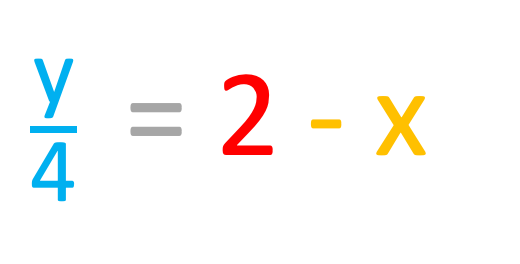 y/4 = 2 - x